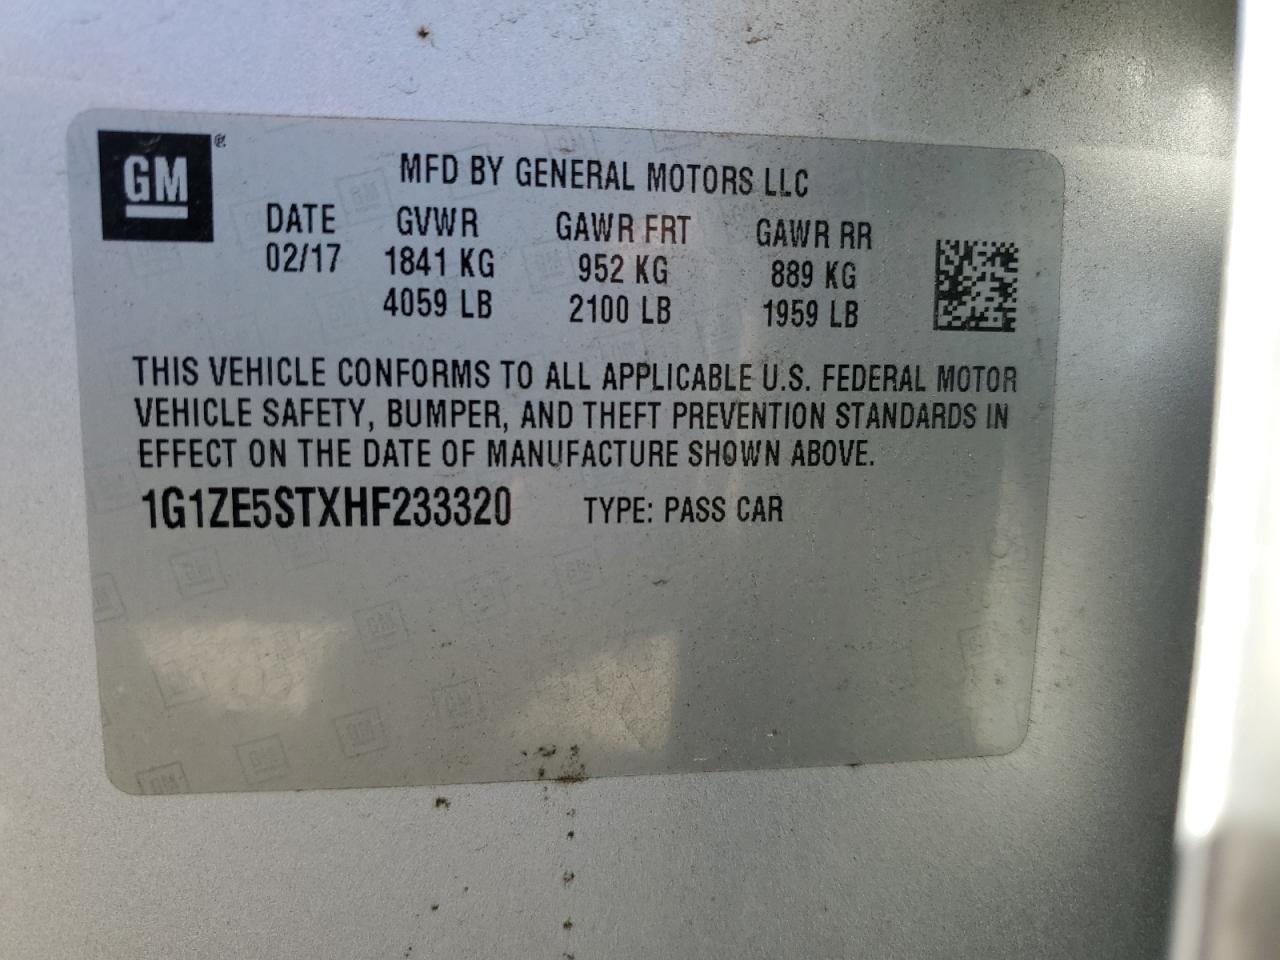 GM
MFD BY GENERAL MOTORS LLC
DATE GVWR GAWR FRT GAWR RR
02/17 1841 KG 952 KG 889 KG
4059 LB 2100 LB 1959 LB
THIS VEHICLE CONFORMS TO ALL APPLICABLE U.S. FEDERAL MOTOR
VEHICLE SAFETY, BUMPER, AND THEFT PREVENTION STANDARDS IN
EFFECT ON THE DATE OF MANUFACTURE SHOWN ABOVE.
1G1ZE5STXHF233320 TYPE: PASS CAR